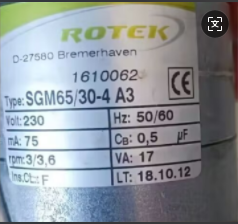 ROTEK
D-27580 Bremerhaven
1610062
CE
Type: SGM65/30-4 A3
Volt: 230 Hz: 50/60
mA: 75 CB: 0,5 µF
rpm: 3/3,6 VA: 17
Ins.CL: F LT: 18.10.12